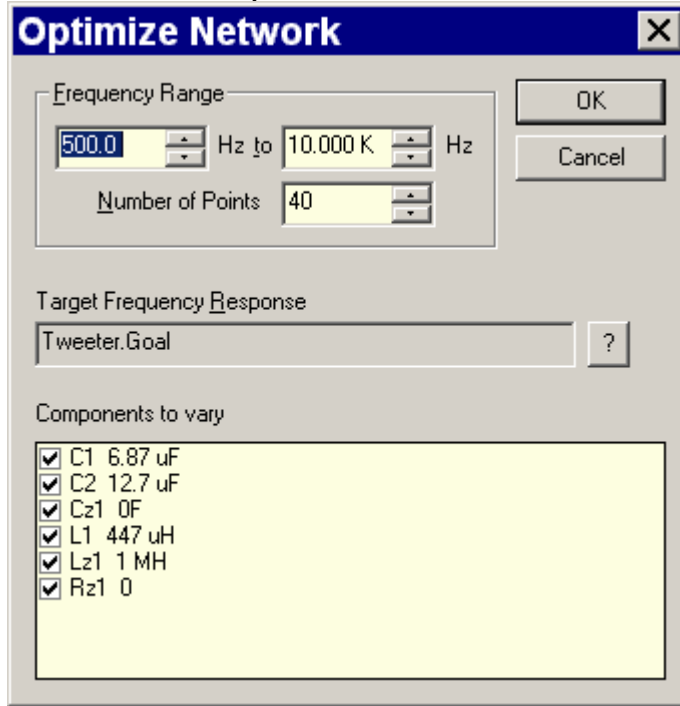 Optimize Network
Frequency Range
OK
500.0 Hz to 10.000 K Hz
Cancel
Number of Points 40
Target Frequency Response
Tweeter.Goal ?
Components to vary
C1 6.87 uF
C2 12.7 uF
Cz1 0F
L1 447 uH
Lz1 1 MH
Rz1 0